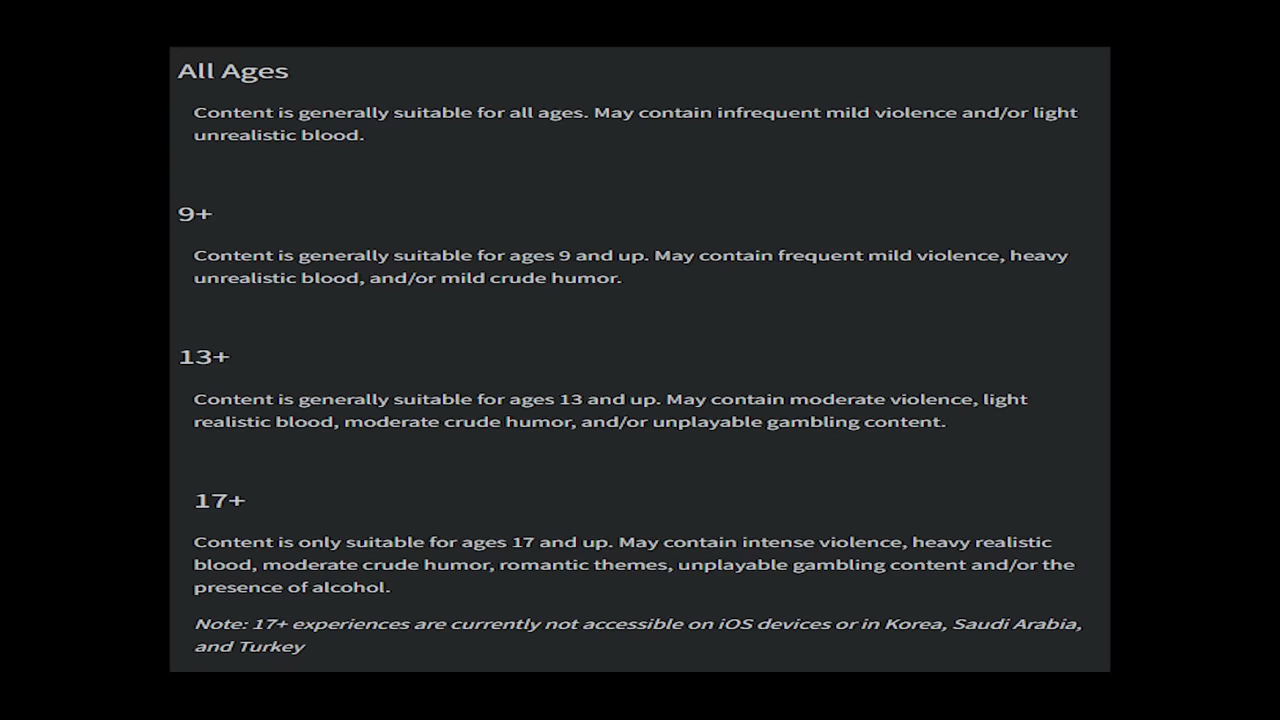 All Ages
Content is generally suitable for all ages. May contain infrequent mild violence and/or light
unrealistic blood.
9+
Content is generally suitable for ages 9 and up. May contain frequent mild violence, heavy
unrealistic blood, and/or mild crude humor.
13+
Content is generally suitable for ages 13 and up. May contain moderate violence, light
realistic blood, moderate crude humor, and/or unplayable gambling content.
17+
Content is only suitable for ages 17 and up. May contain intense violence, heavy realistic
blood, moderate crude humor, romantic themes, unplayable gambling content and/or the
presence of alcohol.
Note: 17+ experiences are currently not accessible on iOS devices or in Korea, Saudi Arabia,
and Turkey